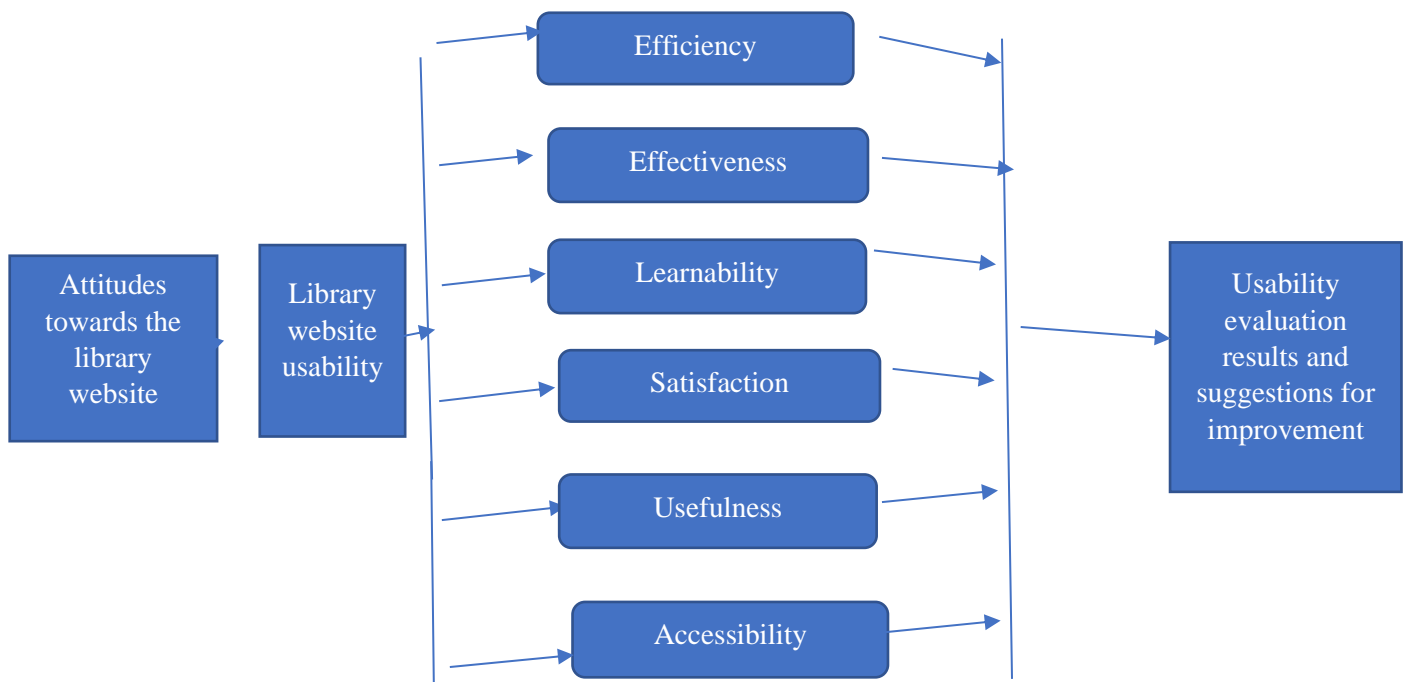 Attitudes
towards the
library
website
Library
website
usability
Efficiency
Effectiveness
Learnability
Satisfaction
Usefulness
Accessibility
Usability
evaluation
results and
suggestions for
improvement